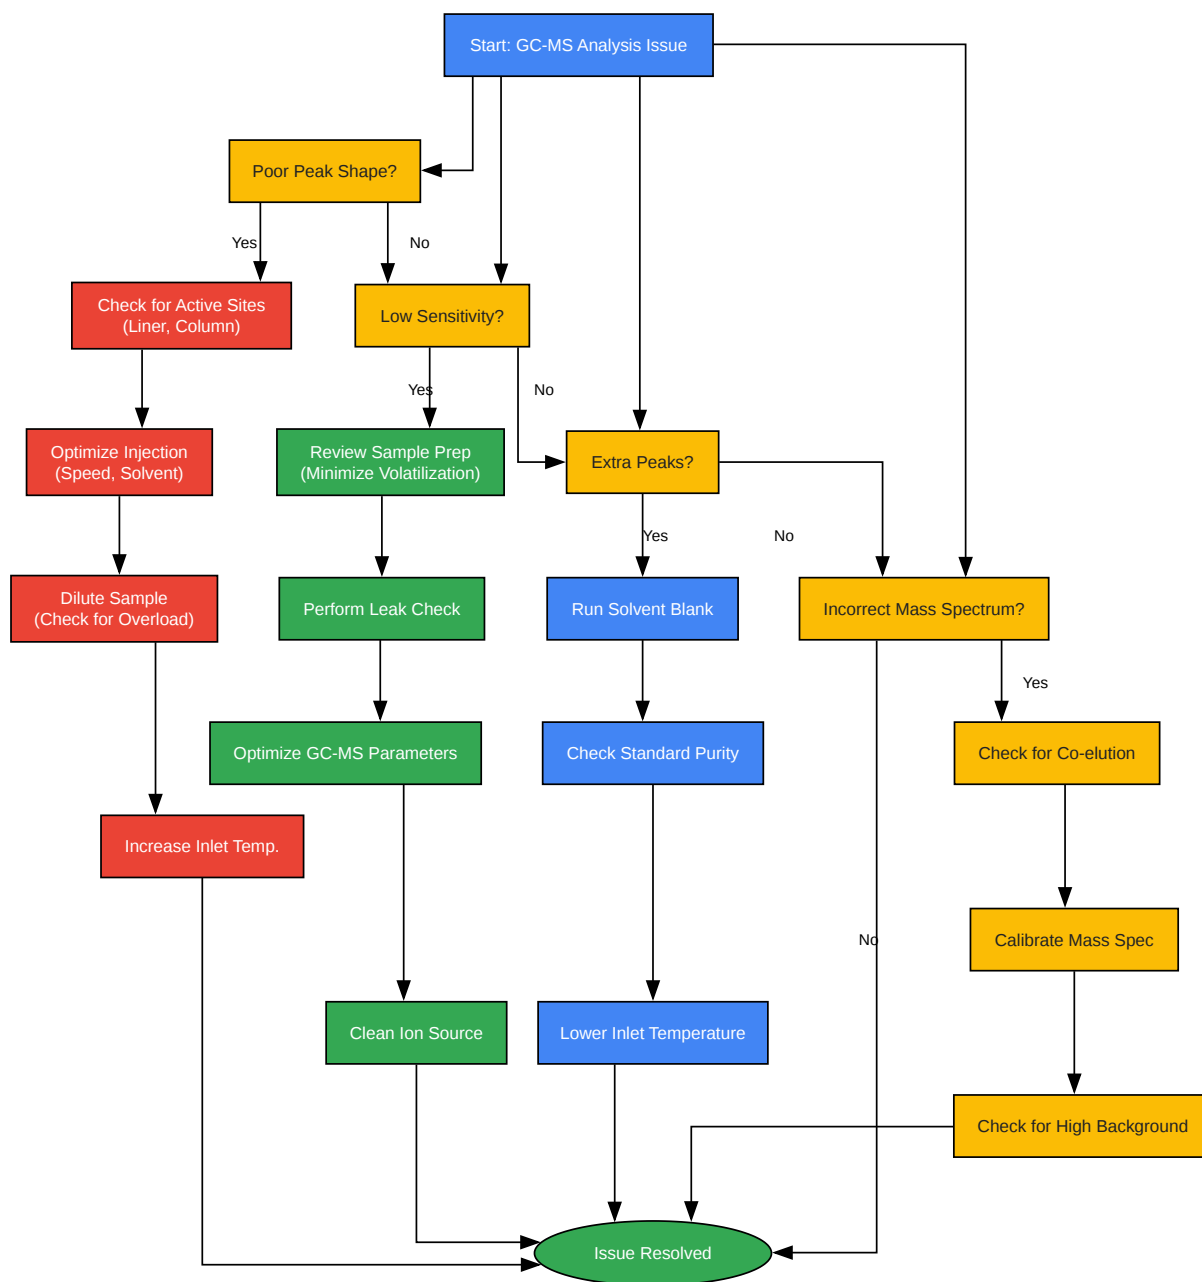 Start: GC-MS Analysis Issue
Poor Peak Shape?
Yes
No
Check for Active Sites
(Liner, Column)
Low Sensitivity?
Yes
No
Optimize Injection
(Speed, Solvent)
Review Sample Prep
(Minimize Volatilization)
Extra Peaks?
Yes
No
Dilute Sample
(Check for Overload)
Perform Leak Check
Run Solvent Blank
Incorrect Mass Spectrum?
Yes
Optimize GC-MS Parameters
Check Standard Purity
Check for Co-elution
Increase Inlet Temp.
No
Calibrate Mass Spec
Clean Ion Source
Lower Inlet Temperature
Check for High Background
Issue Resolved